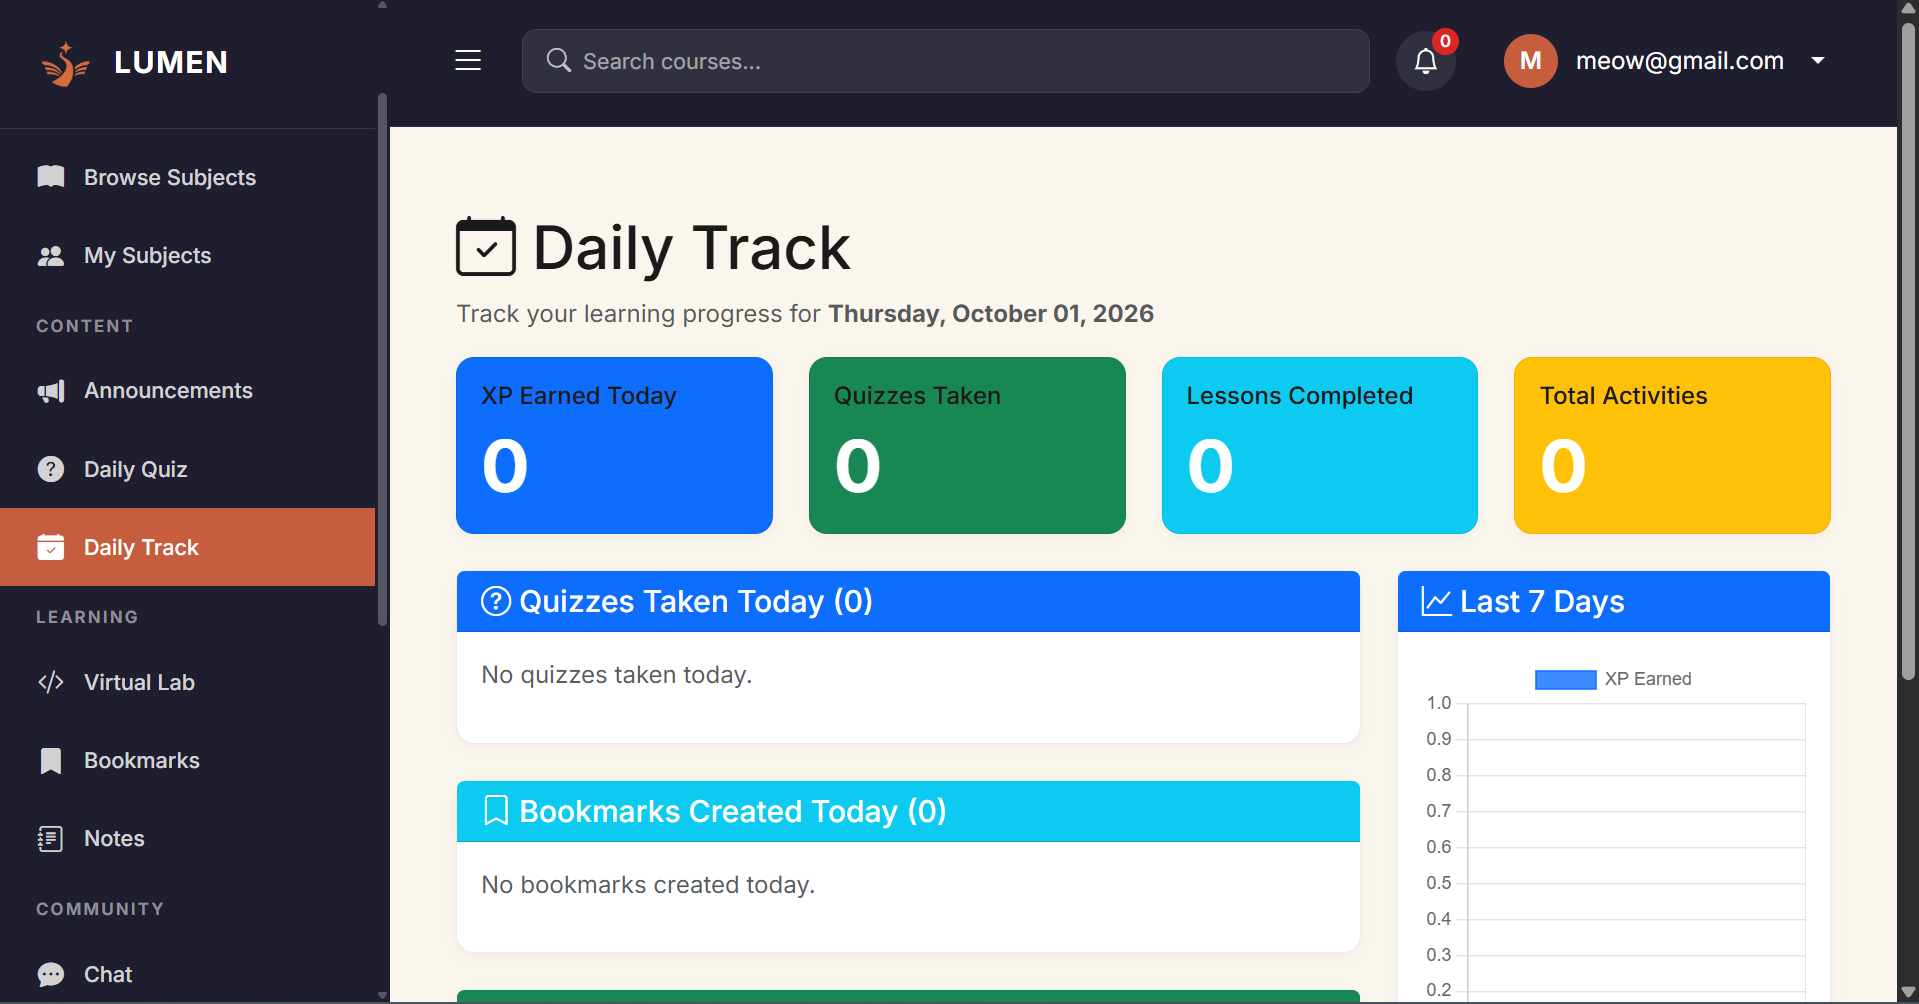 LUMEN
Search courses...
0
M
meow@gmail.com
Browse Subjects
My Subjects
CONTENT
Announcements
Daily Quiz
Daily Track
LEARNING
Virtual Lab
Bookmarks
Notes
COMMUNITY
Chat
Daily Track
Track your learning progress for Thursday, October 01, 2026
XP Earned Today
0
Quizzes Taken
0
Lessons Completed
0
Total Activities
0
Quizzes Taken Today (0)
No quizzes taken today.
Bookmarks Created Today (0)
No bookmarks created today.
Last 7 Days
XP Earned
1.0
0.9
0.8
0.7
0.6
0.5
0.4
0.3
0.2